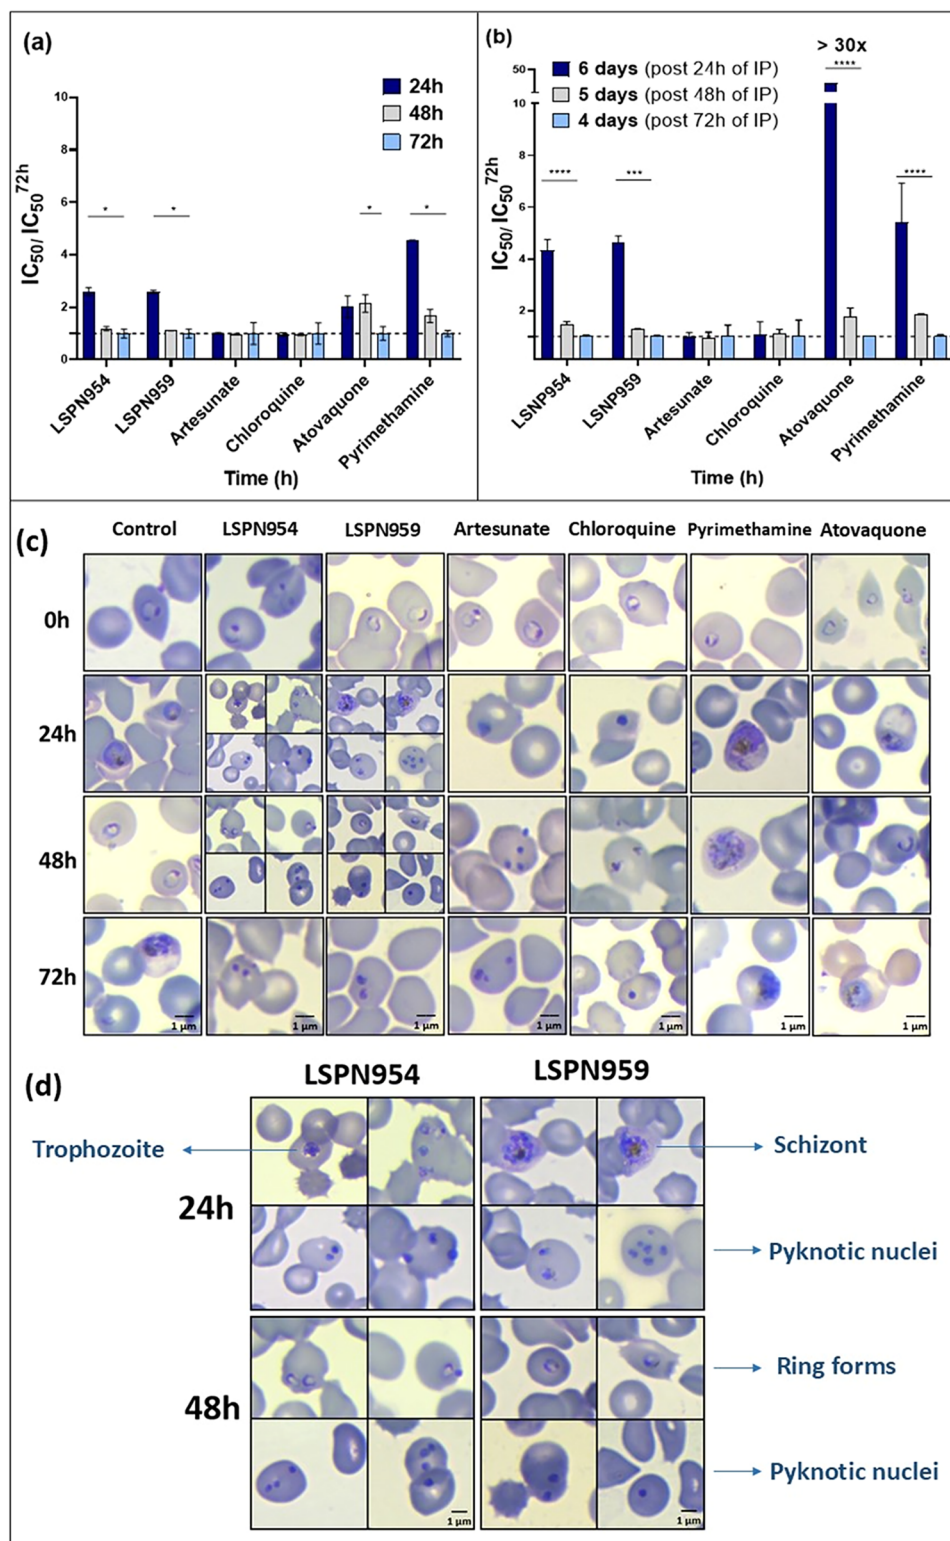 (a)
24h
48h
72h
IC50/ IC50 72h
10
8
6
4
2
0
*
*
*
*
LSPN954
LSPN959
Artesunate
Chloroquine
Atovaquone
Pyrimethamine
Time (h)
(b)
> 30x
****
6 days (post 24h of IP)
5 days (post 48h of IP)
4 days (post 72h of IP)
IC50/ IC50 72h
50
10
8
6
4
2
****
***
****
LSNP954
LSNP959
Artesunate
Chloroquine
Atovaquone
Pyrimethamine
Time (h)
(c)
Control LSPN954 LSPN959 Artesunate Chloroquine Pyrimethamine Atovaquone
0h
24h
48h
72h
1 µm 1 µm 1 µm 1 µm 1 µm 1 µm 1 µm
(d)
LSPN954 LSPN959
Trophozoite
Schizont
24h
Pyknotic nuclei
Ring forms
48h
Pyknotic nuclei
1 µm 1 µm